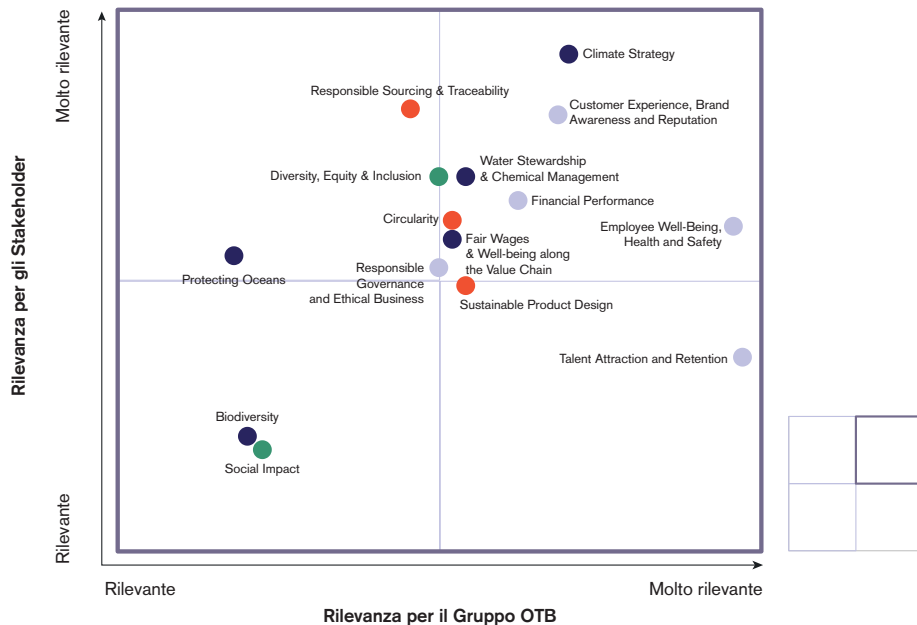 Molto rilevante
Rilevanza per gli Stakeholder
Rilevante
Climate Strategy
Responsible Sourcing & Traceability
Customer Experience, Brand
Awareness and Reputation
Diversity, Equity & Inclusion
Water Stewardship
& Chemical Management
Financial Performance
Circularity
Employee Well-Being,
Health and Safety
Fair Wages
& Well-being along
the Value Chain
Protecting Oceans
Responsible
Governance
and Ethical Business
Sustainable Product Design
Talent Attraction and Retention
Biodiversity
Social Impact
Rilevante
Molto rilevante
Rilevanza per il Gruppo OTB